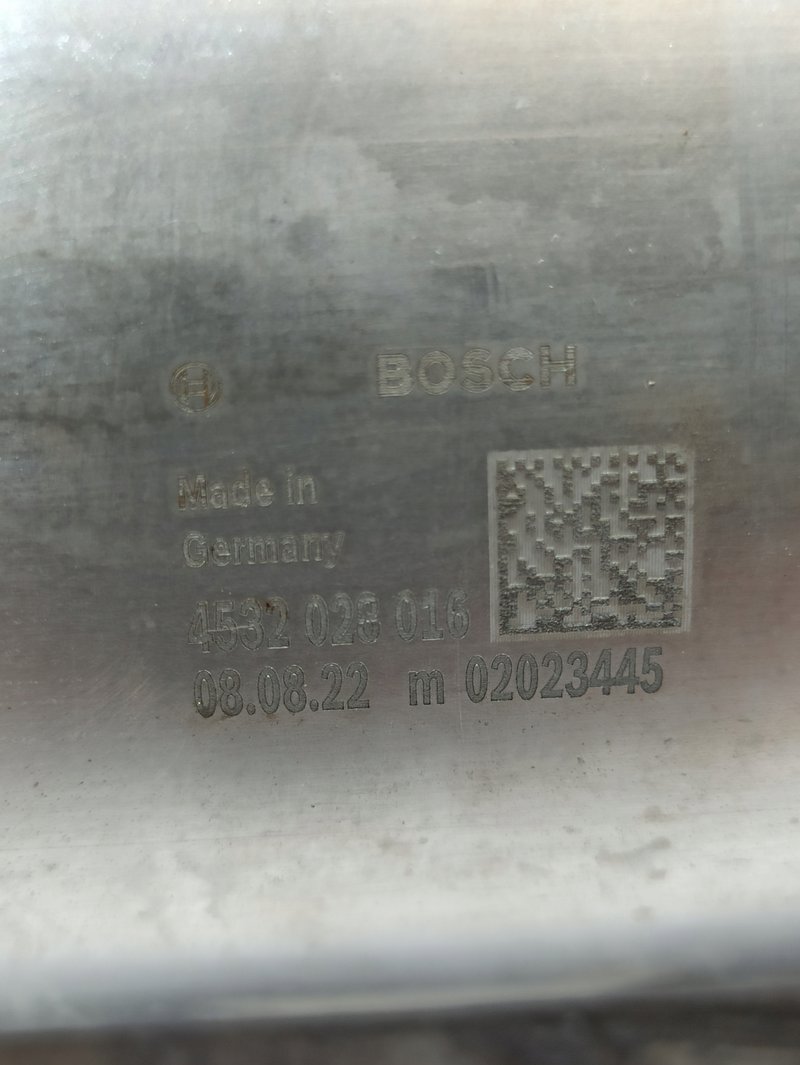 BOSCH
Made in
Germany
4532 028 016
08.08.22 m 02023445